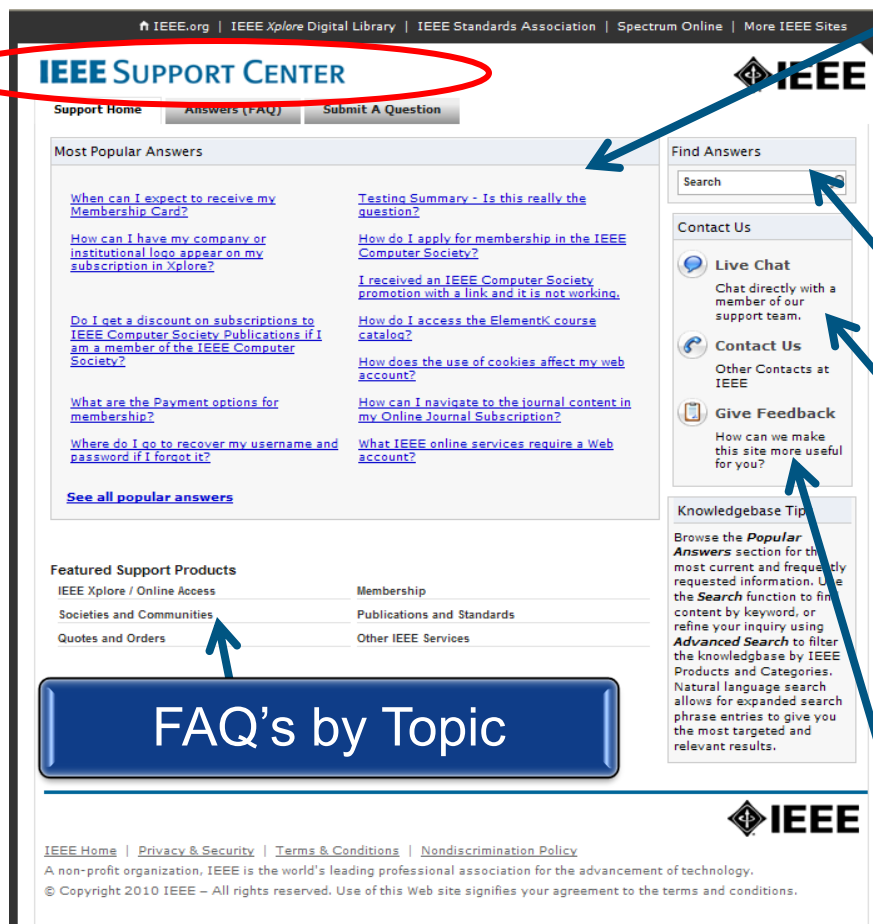 IEEE.org | IEEE Xplore Digital Library | IEEE Standards Association | Spectrum Online | More IEEE Sites
IEEE SUPPORT CENTER
IEEE
Support Home
Answers (FAQ)
Submit A Question
Most Popular Answers
When can I expect to receive my
Membership Card?
How can I have my company or
institutional logo appear on my
subscription in Xplore?
Do I get a discount on subscriptions to
IEEE Computer Society Publications if I
am a member of the IEEE Computer
Society?
What are the Payment options for
membership?
Where do I go to recover my username and
password if I forgot it?
See all popular answers
Testing Summary - Is this really the
question?
How do I apply for membership in the IEEE
Computer Society?
I received an IEEE Computer Society
promotion with a link and it is not working.
How do I access the ElementK course
catalog?
How does the use of cookies affect my web
account?
How can I navigate to the journal content in
my Online Journal Subscription?
What IEEE online services require a Web
account?
Find Answers
Search
Contact Us
Live Chat
Chat directly with a
member of our
support team.
Contact Us
Other Contacts at
IEEE
Give Feedback
How can we make
this site more useful
for you?
Knowledgebase Tip
Browse the Popular
Answers section for the
most current and frequently
requested information. Use
the Search function to find
content by keyword, or
refine your inquiry using
Advanced Search to filter
the knowledgbase by IEEE
Products and Categories.
Natural language search
allows for expanded search
phrase entries to give you
the most targeted and
relevant results.
Featured Support Products
IEEE Xplore / Online Access
Membership
Societies and Communities
Publications and Standards
Quotes and Orders
Other IEEE Services
FAQ's by Topic
IEEE
IEEE Home | Privacy & Security | Terms & Conditions | Nondiscrimination Policy
A non-profit organization, IEEE is the world's leading professional association for the advancement of technology.
© Copyright 2010 IEEE – All rights reserved. Use of this Web site signifies your agreement to the terms and conditions.